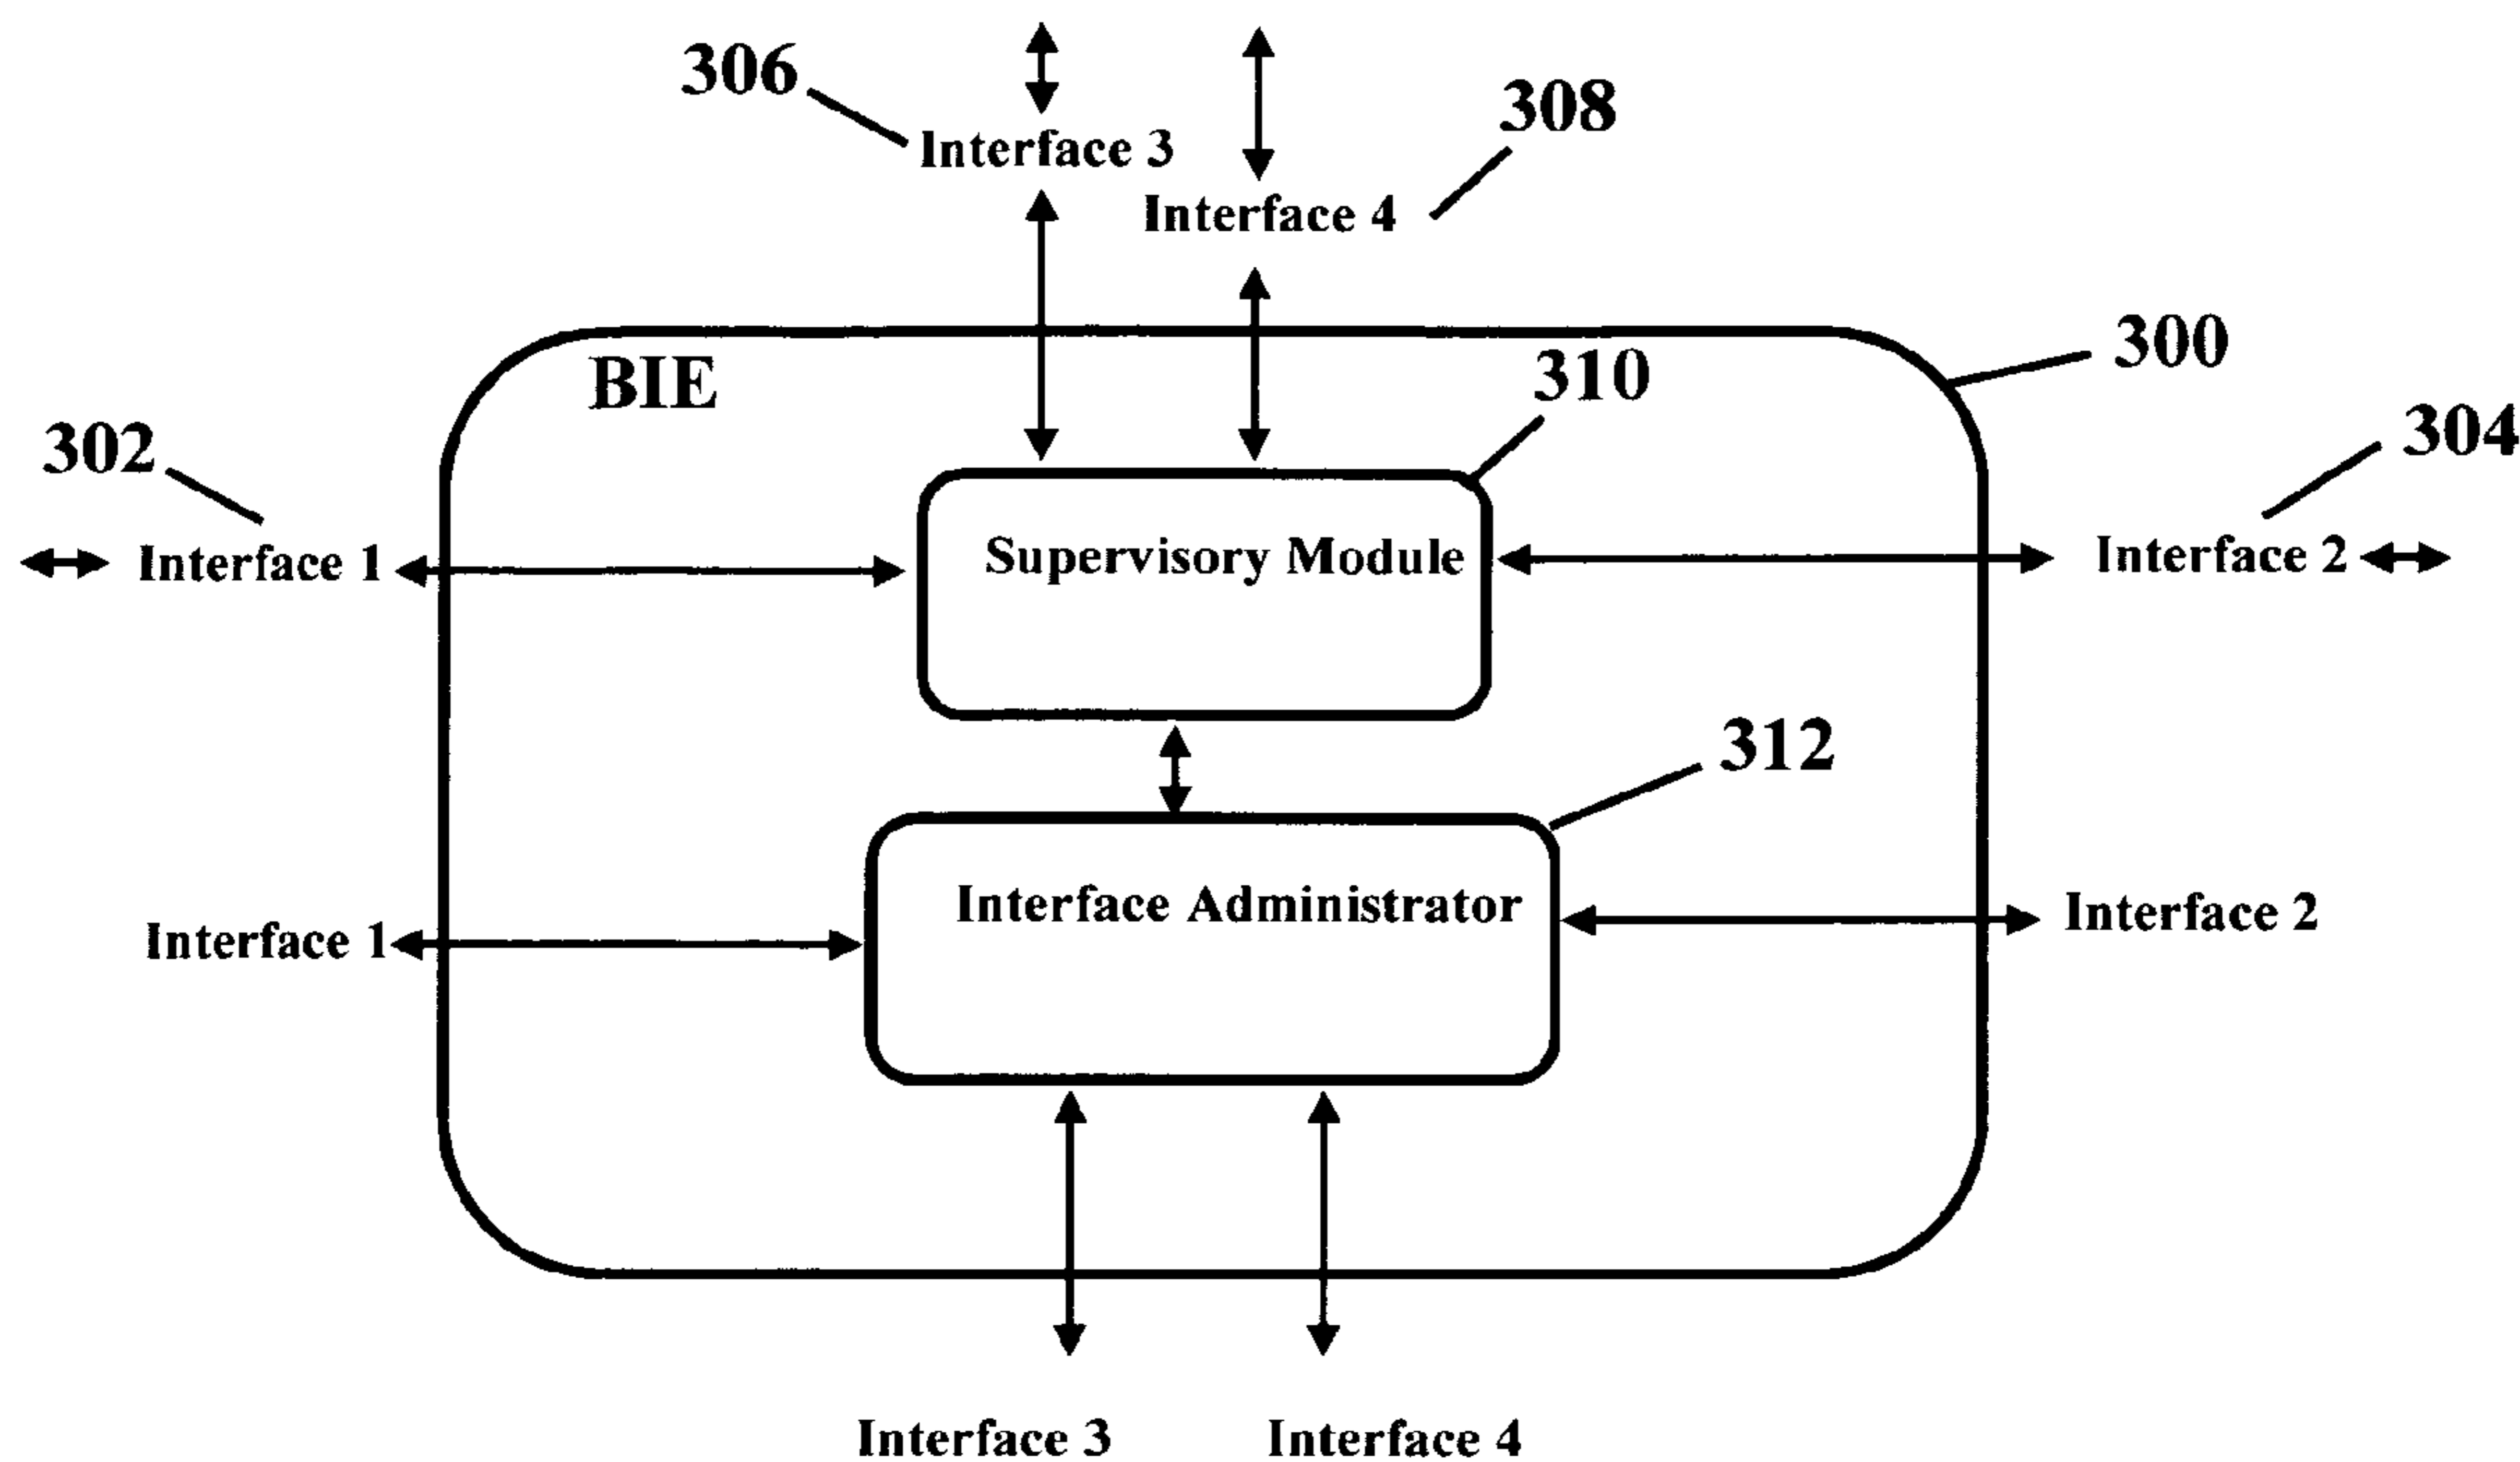 306
308
Interface 3
Interface 4
300
BIE
310
302
304
Interface 1
Supervisory Module
Interface 2
312
Interface Administrator
Interface 1
Interface 2
Interface 3
Interface 4